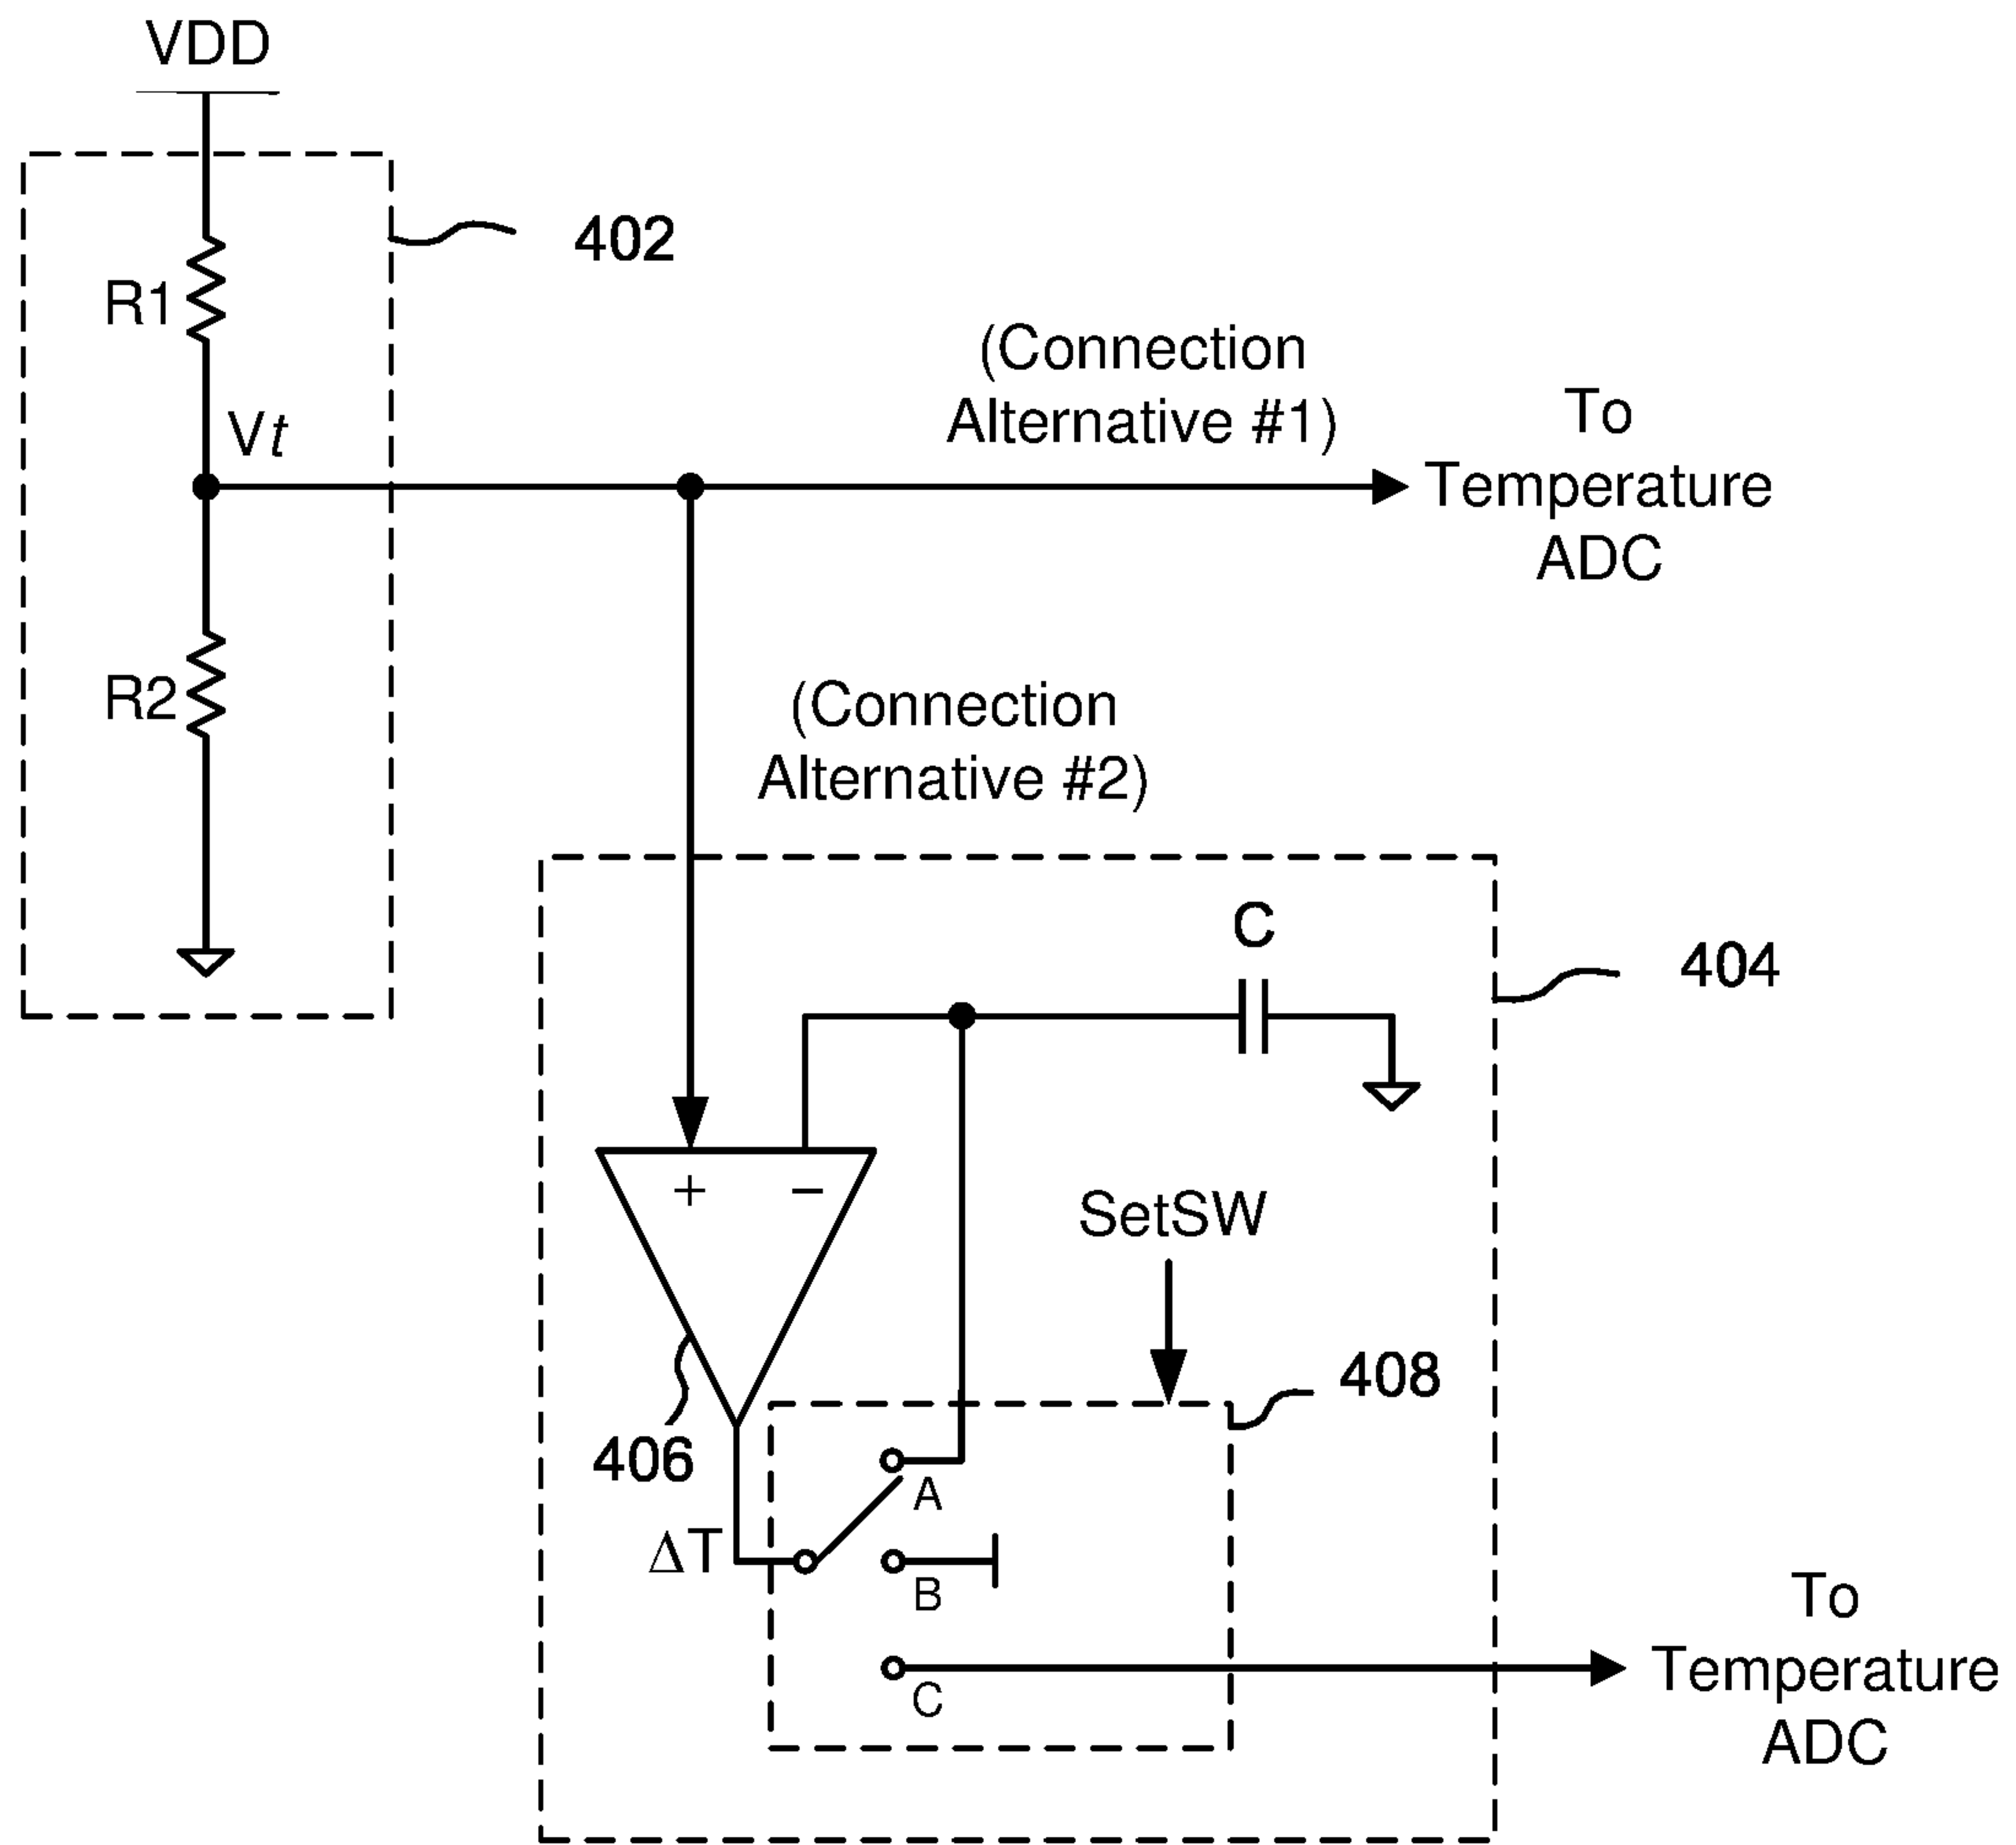 VDD
402
R1
(Connection
Alternative #1)
To
Temperature
ADC
Vt
R2
(Connection
Alternative #2)
C
404
+ −
SetSW
408
406
A
ΔT
B
C
To
Temperature
ADC